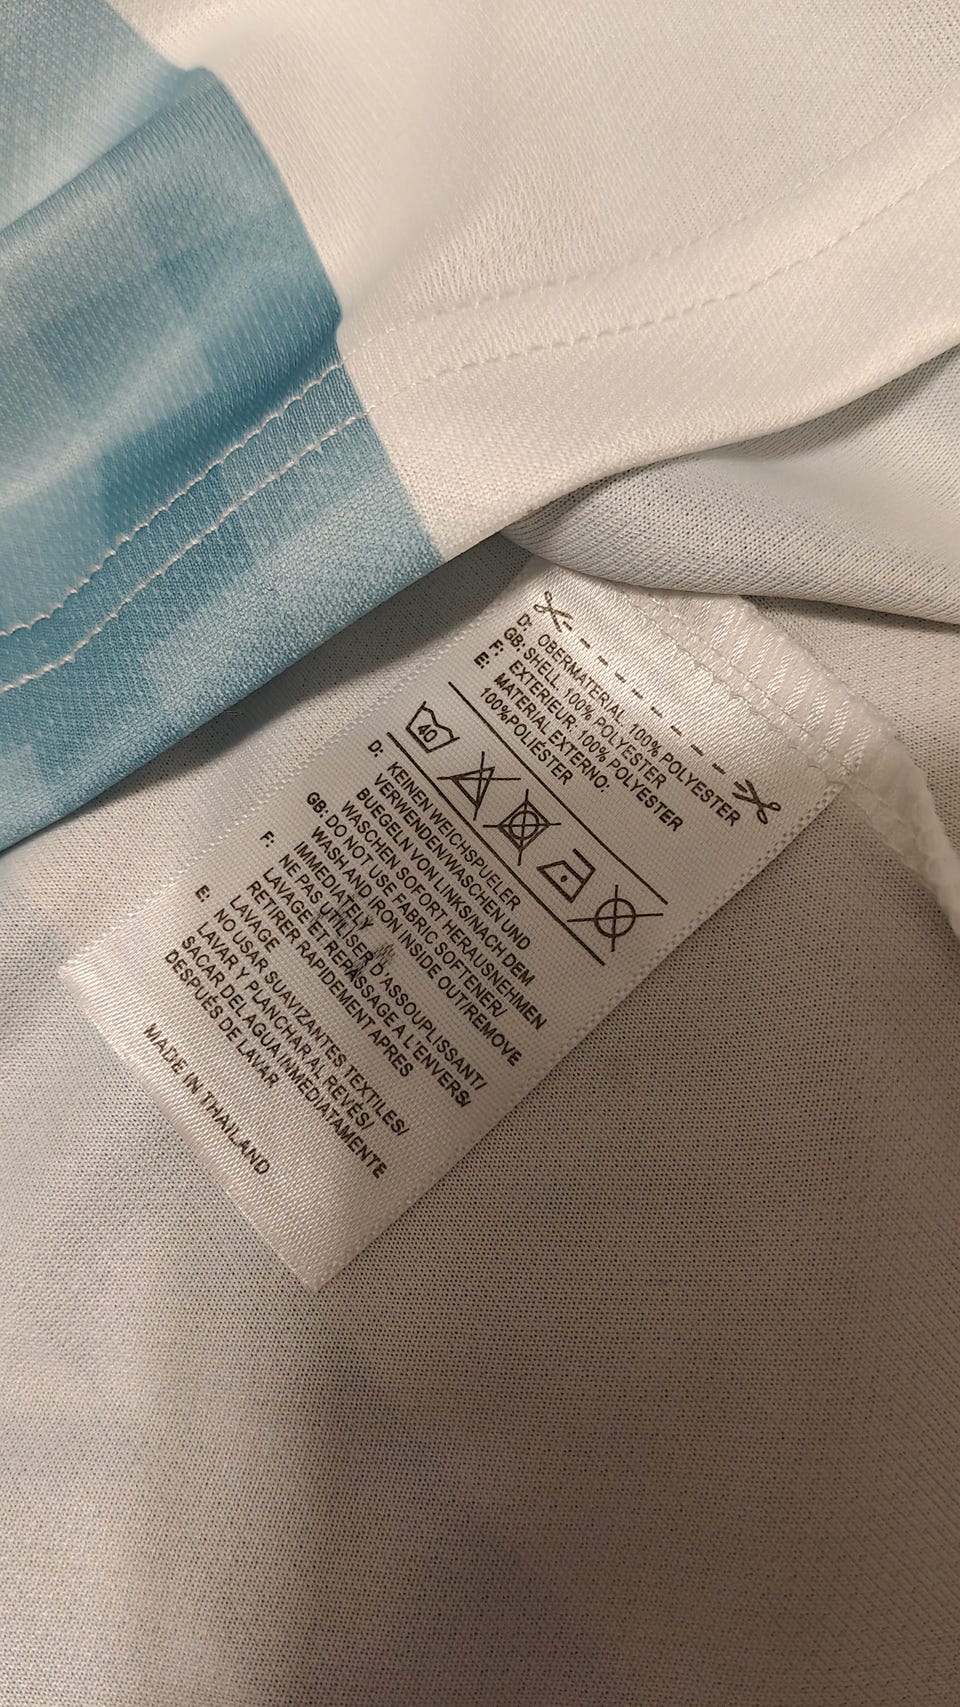 D: OBERMATERIAL, 100% POLYESTER
GB: SHELL, 100% POLYESTER
F: EXTERIEUR: 100% POLYESTER
E: MATERIAL EXTERNO:
100%POLIÉSTER
40
D: KEINEN WEICHSPUELER
VERWENDEN/WASCHEN UND
BUEGELN VON LINKS/NACH DEM
WASCHEN SOFORT HERAUSNEHMEN
GB: DO NOT USE FABRIC SOFTENER/
WASH AND IRON INSIDE OUT/REMOVE
IMMEDIATELY
F: NE PAS UTILISER D'ASSOUPLISSANT/
LAVAGE ET REPASSAGE A L'ENVERS/
RETIRER RAPIDEMENT APRES
LAVAGE
E: NO USAR SUAVIZANTES TEXTILES/
LAVAR Y PLANCHAR AL REVÉS/
SACAR DEL AGUA INMEDIATAMENTE
DESPUÉS DE LAVAR
MADE IN THAILAND